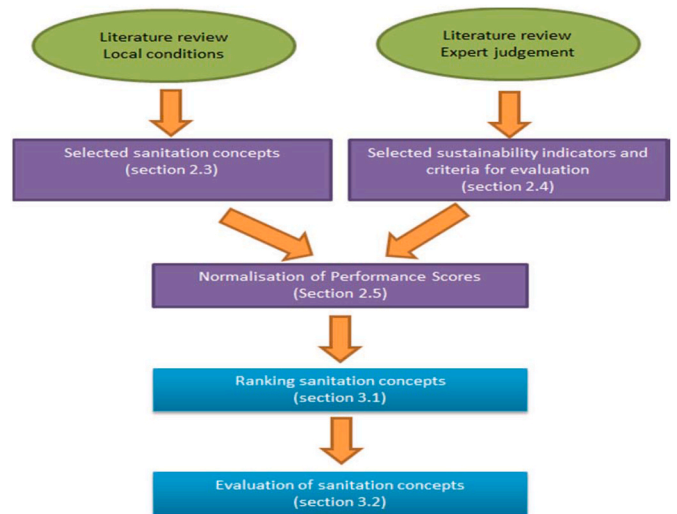 Literature review
Local conditions
Literature review
Expert judgement
Selected sanitation concepts
(section 2.3)
Selected sustainability indicators and
criteria for evaluation
(section 2.4)
Normalisation of Performance Scores
(Section 2.5)
Ranking sanitation concepts
(section 3.1)
Evaluation of sanitation concepts
(section 3.2)